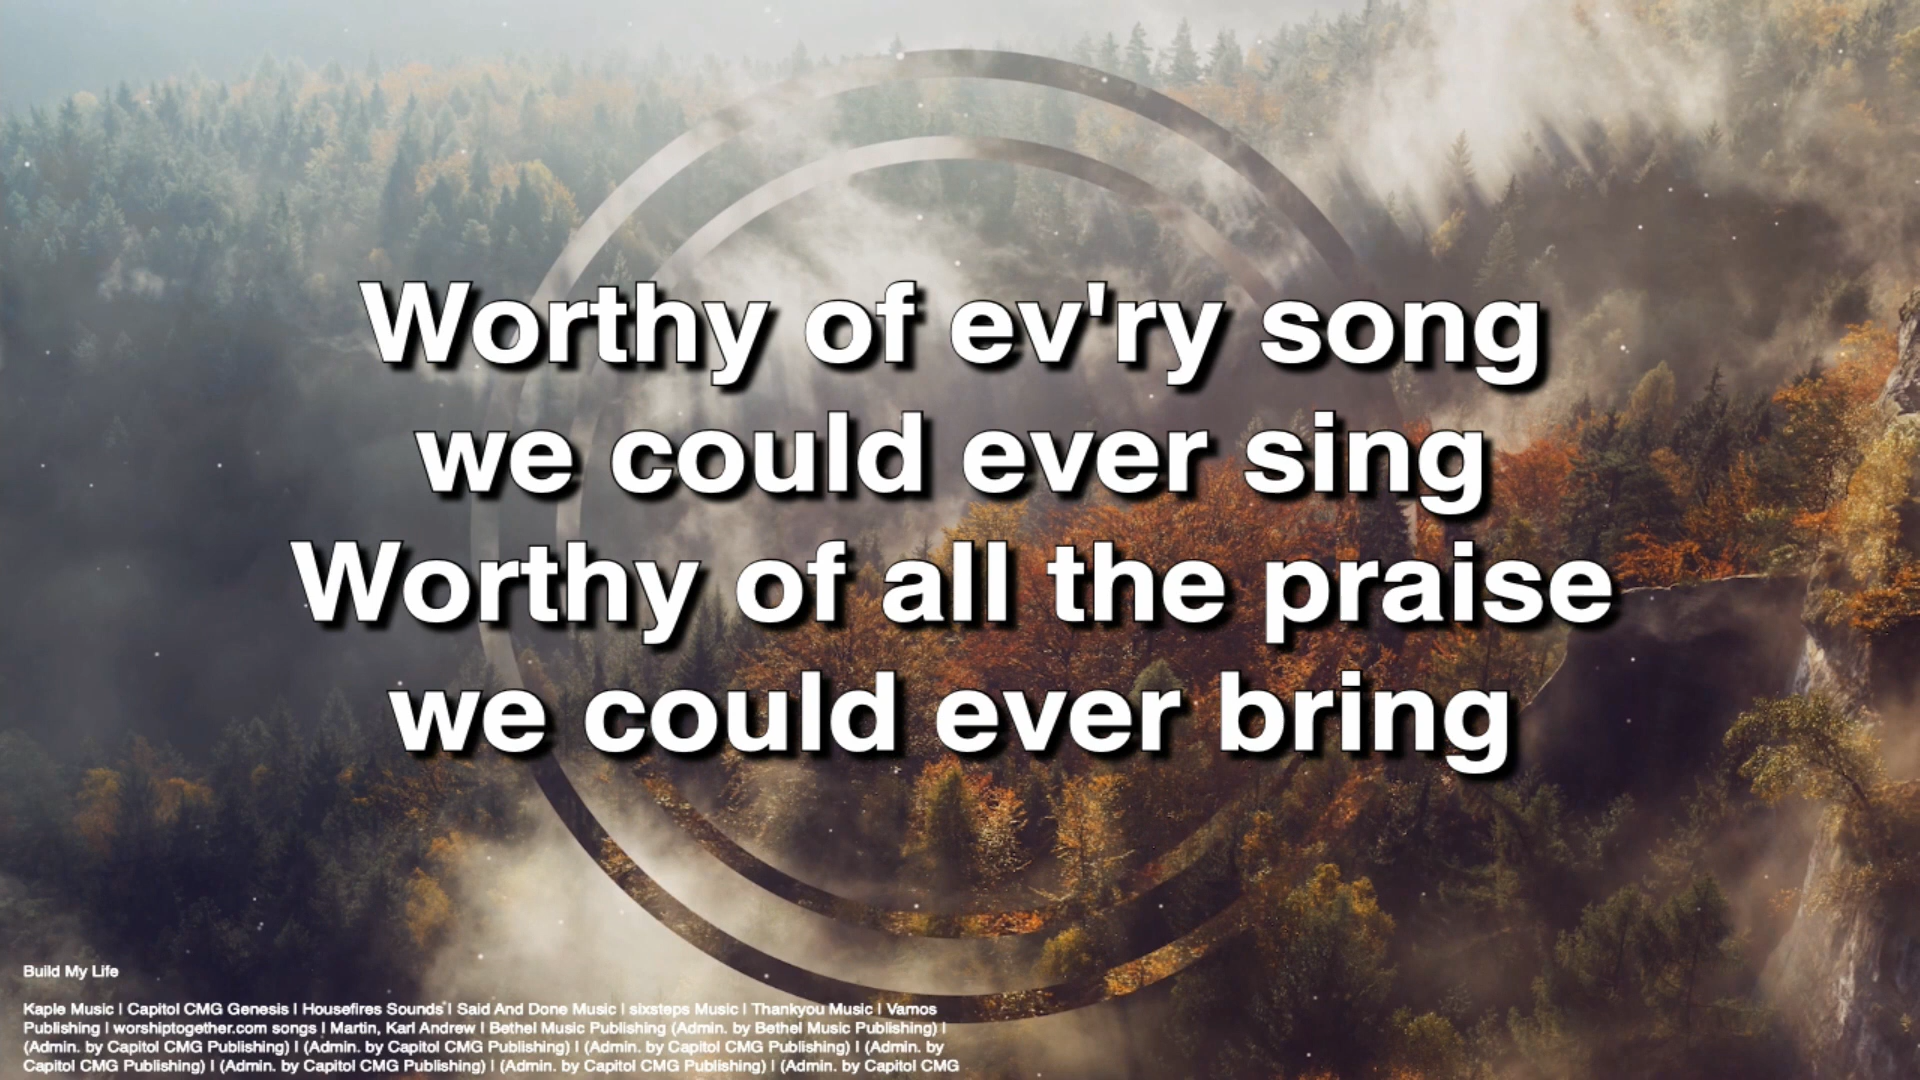 Worthy of ev'ry song
we could ever sing
Worthy of all the praise
we could ever bring
Build My Life
Kaple Music | Capitol CMG Genesis | Housefires Sounds | Said And Done Music | sixsteps Music | Thankyou Music | Vamos
Publishing | worshiptogether.com songs | Martin, Karl Andrew | Bethel Music Publishing (Admin. by Bethel Music Publishing) |
(Admin. by Capitol CMG Publishing) | (Admin. by Capitol CMG Publishing) | (Admin. by Capitol CMG Publishing) | (Admin. by
Capitol CMG Publishing) | (Admin. by Capitol CMG Publishing) | (Admin. by Capitol CMG Publishing) | (Admin. by Capitol CMG